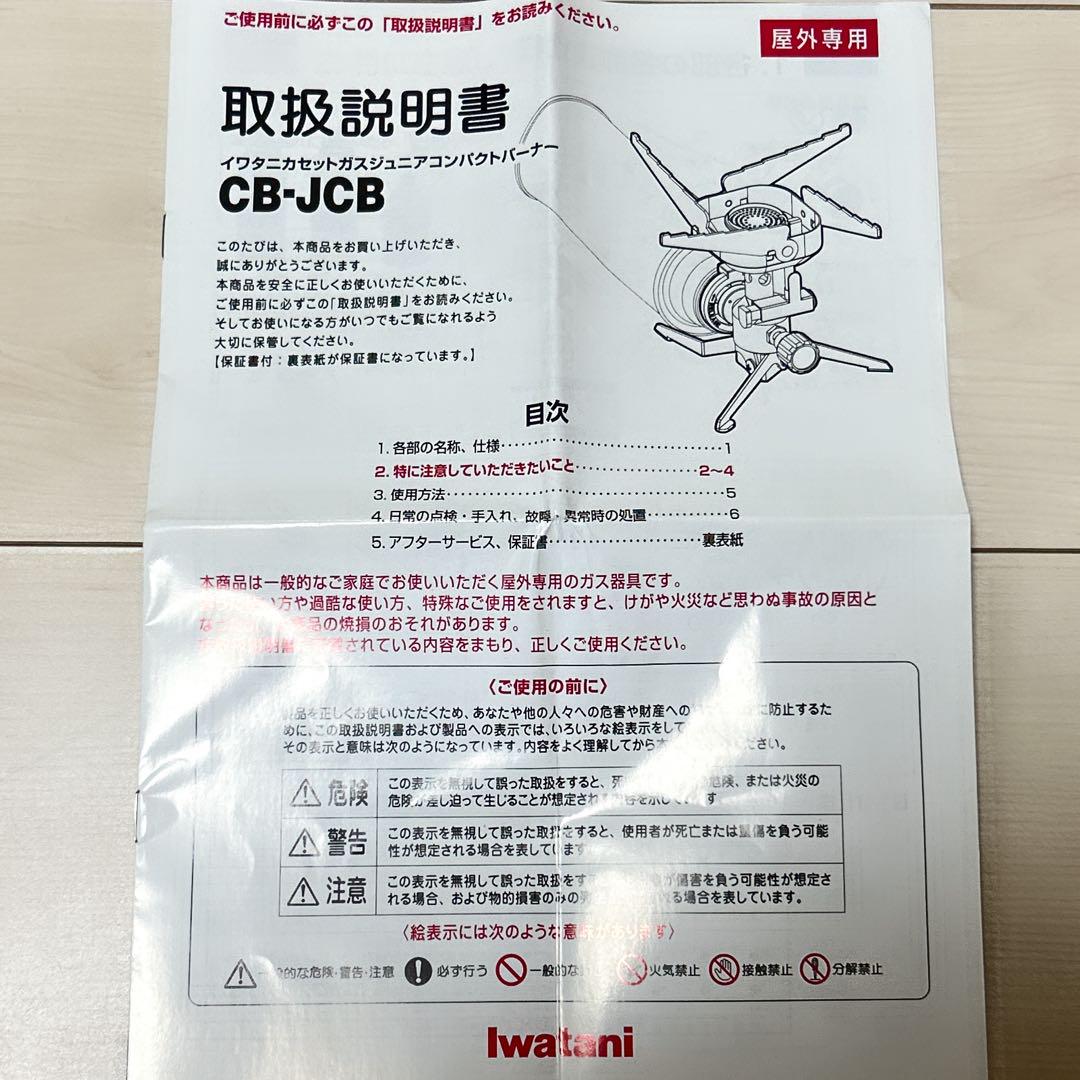 ご使用前に必ずこの「取扱説明書」をお読みください。
屋外専用
取扱説明書
イワタニカセットガスジュニアコンパクトバーナー
CB-JCB
このたびは、本商品をお買い上げいただき、
誠にありがとうございます。
本商品を安全に正しくお使いいただくために、
ご使用前に必ずこの「取扱説明書」をお読みください。
そしてお使いになる方がいつでもご覧になれるよう
大切に保管してください。
【保証書付：裏表紙が保証書になっています。】
目次
1. 各部の名称、仕様‥‥‥‥‥‥‥‥‥‥‥‥1
2. 特に注意していただきたいこと‥‥‥‥‥‥2〜4
3. 使用方法‥‥‥‥‥‥‥‥‥‥‥‥‥‥5
4. 日常の点検・手入れ、故障・異常時の処置‥‥‥‥6
5. アフターサービス、保証書‥‥‥‥‥‥‥裏表紙
本商品は一般的なご家庭でお使いいただく屋外専用のガス器具です。
い方や過酷な使い方、特殊なご使用をされますと、けがや火災など思わぬ事故の原因と
な 品の焼損のおそれがあります。
されている内容をまもり、正しくご使用ください。
〈ご使用の前に〉
製品を正しくお使いいただくため、あなたや他の人々への危害や財産への に防止するた
めに、この取扱説明書および製品への表示では、いろいろな絵表示をして
その表示と意味は次のようになっています。内容をよく理解してから本 ださい。
危険
この表示を無視して誤った取扱をすると、死 危険、または火災の
危険が差し迫って生じることが想定され 容を示しています
警告
この表示を無視して誤った取扱をすると、使用者が死亡または重傷を負う可能
性が想定される場合を表しています
注意
この表示を無視して誤った取扱をす が傷害を負う可能性が想定さ
れる場合、および物的損害のみの れる場合を表しています。
〈絵表示には次のような意味があります〉
一般的な危険・警告・注意 必ず行う 一般的な 火気禁止 接触禁止 分解禁止
Iwatani